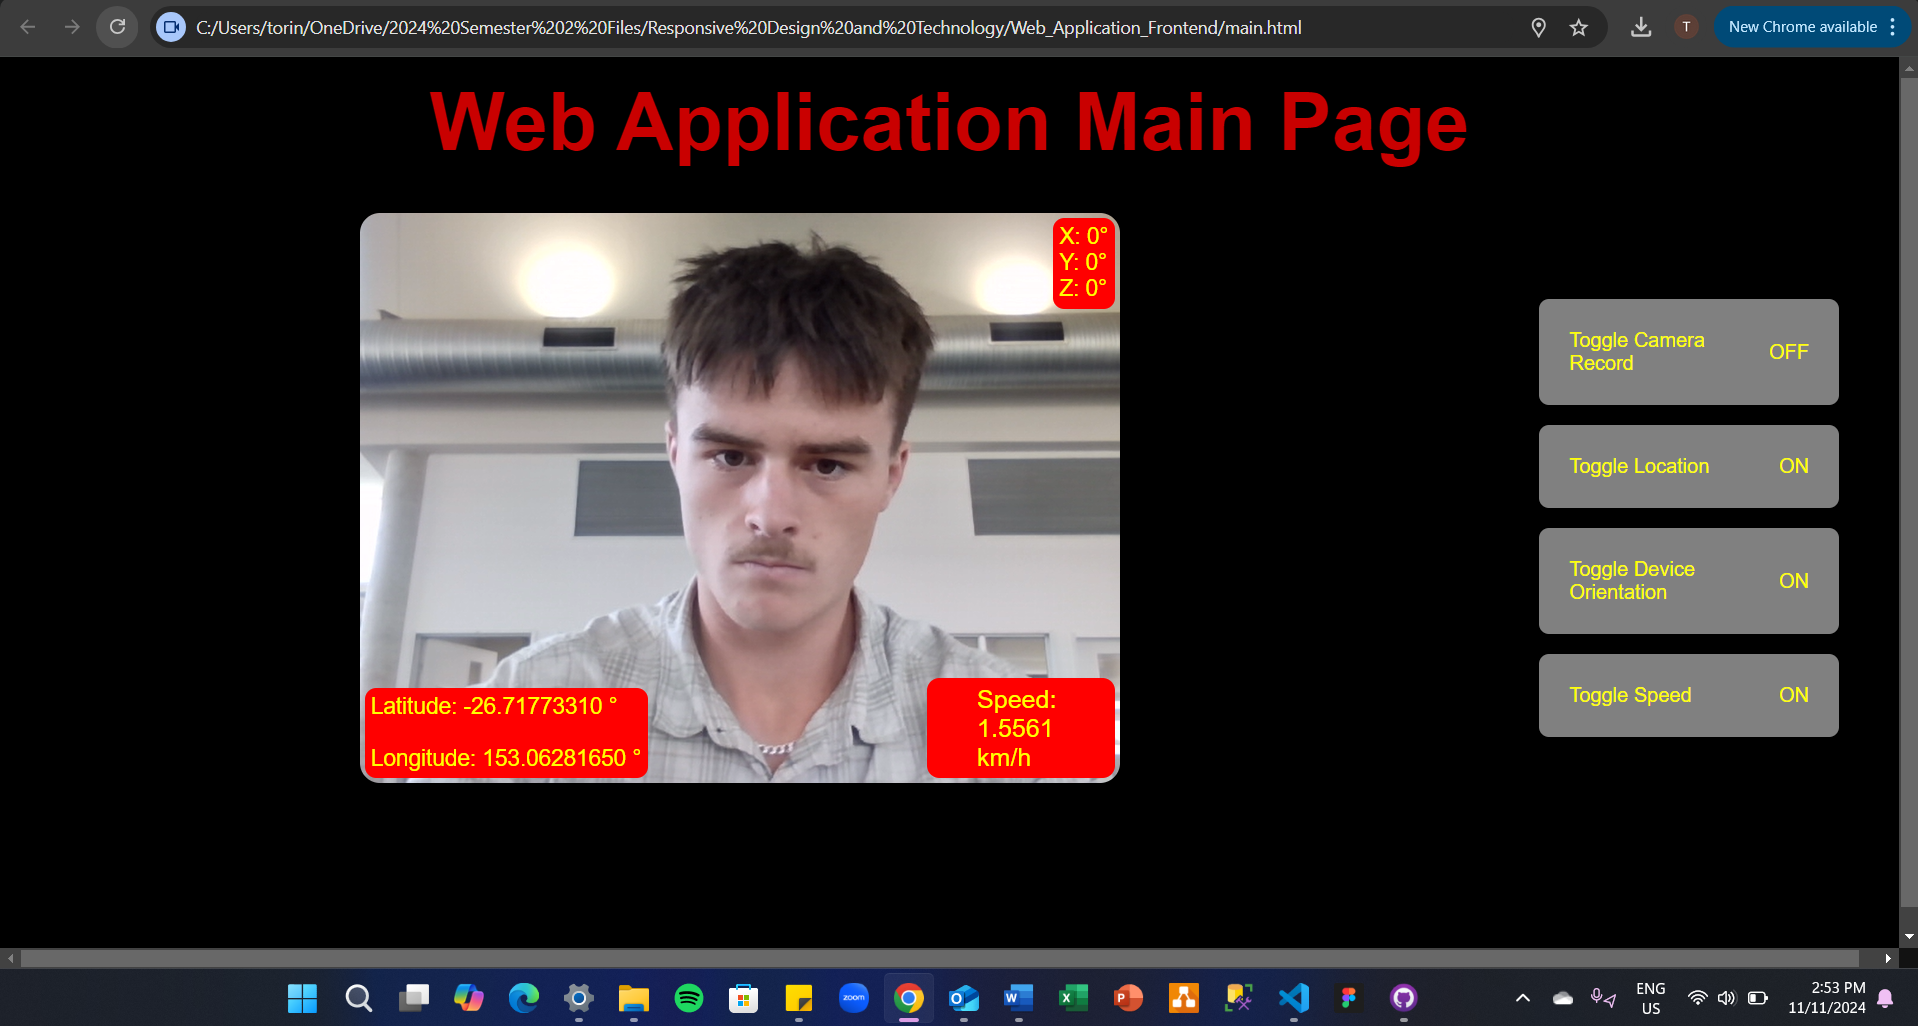 C:/Users/torin/OneDrive/2024%20Semester%202%20Files/Responsive%20Design%20and%20Technology/Web_Application_Frontend/main.html
T
New Chrome available
Web Application Main Page
X: 0°
Y: 0°
Z: 0°
Toggle Camera
Record
OFF
Toggle Location
ON
Toggle Device
Orientation
ON
Toggle Speed
ON
Latitude: -26.71773310 °
Longitude: 153.06281650 °
Speed:
1.5561
km/h
zoom
O
W
X
P
ENG
US
2:53 PM
11/11/2024